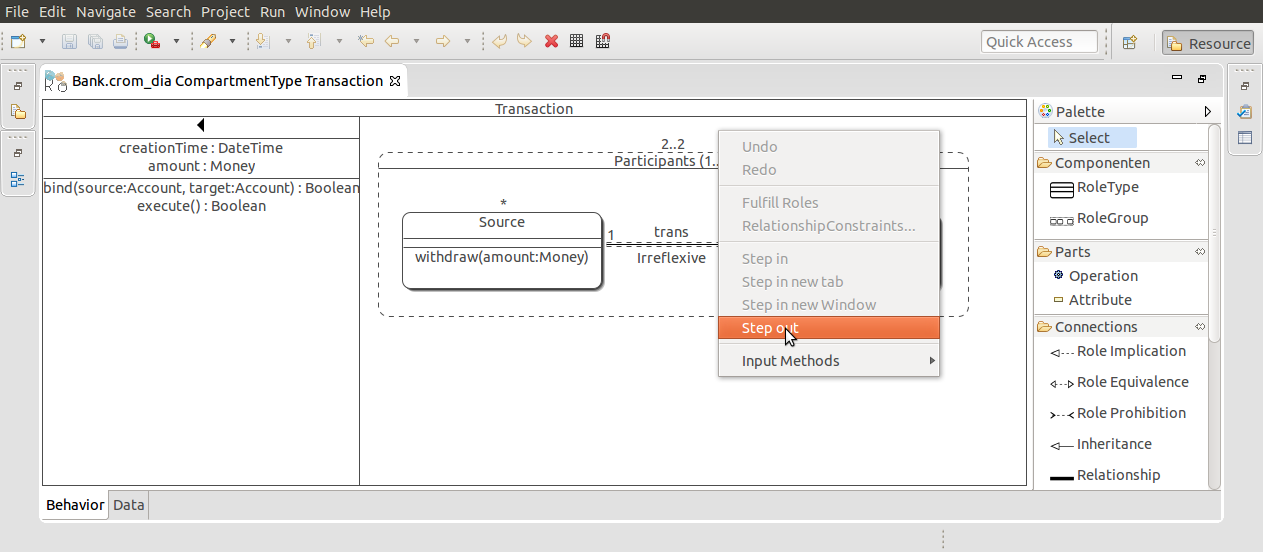 File Edit Navigate Search Project Run Window Help
Quick Access
Resource
Bank.crom_dia CompartmentType Transaction
Transaction
creationTime : DateTime
amount : Money
bind(source:Account, target:Account) : Boolean
execute() : Boolean
2..2
Participants (1..
*
Source
withdraw(amount:Money)
1
trans
Irreflexive
Undo
Redo
Fulfill Roles
RelationshipConstraints...
Step in
Step in new tab
Step in new Window
Step out
Input Methods
Palette
Select
Componenten
RoleType
RoleGroup
Parts
Operation
Attribute
Connections
Role Implication
Role Equivalence
Role Prohibition
Inheritance
Relationship
Behavior Data